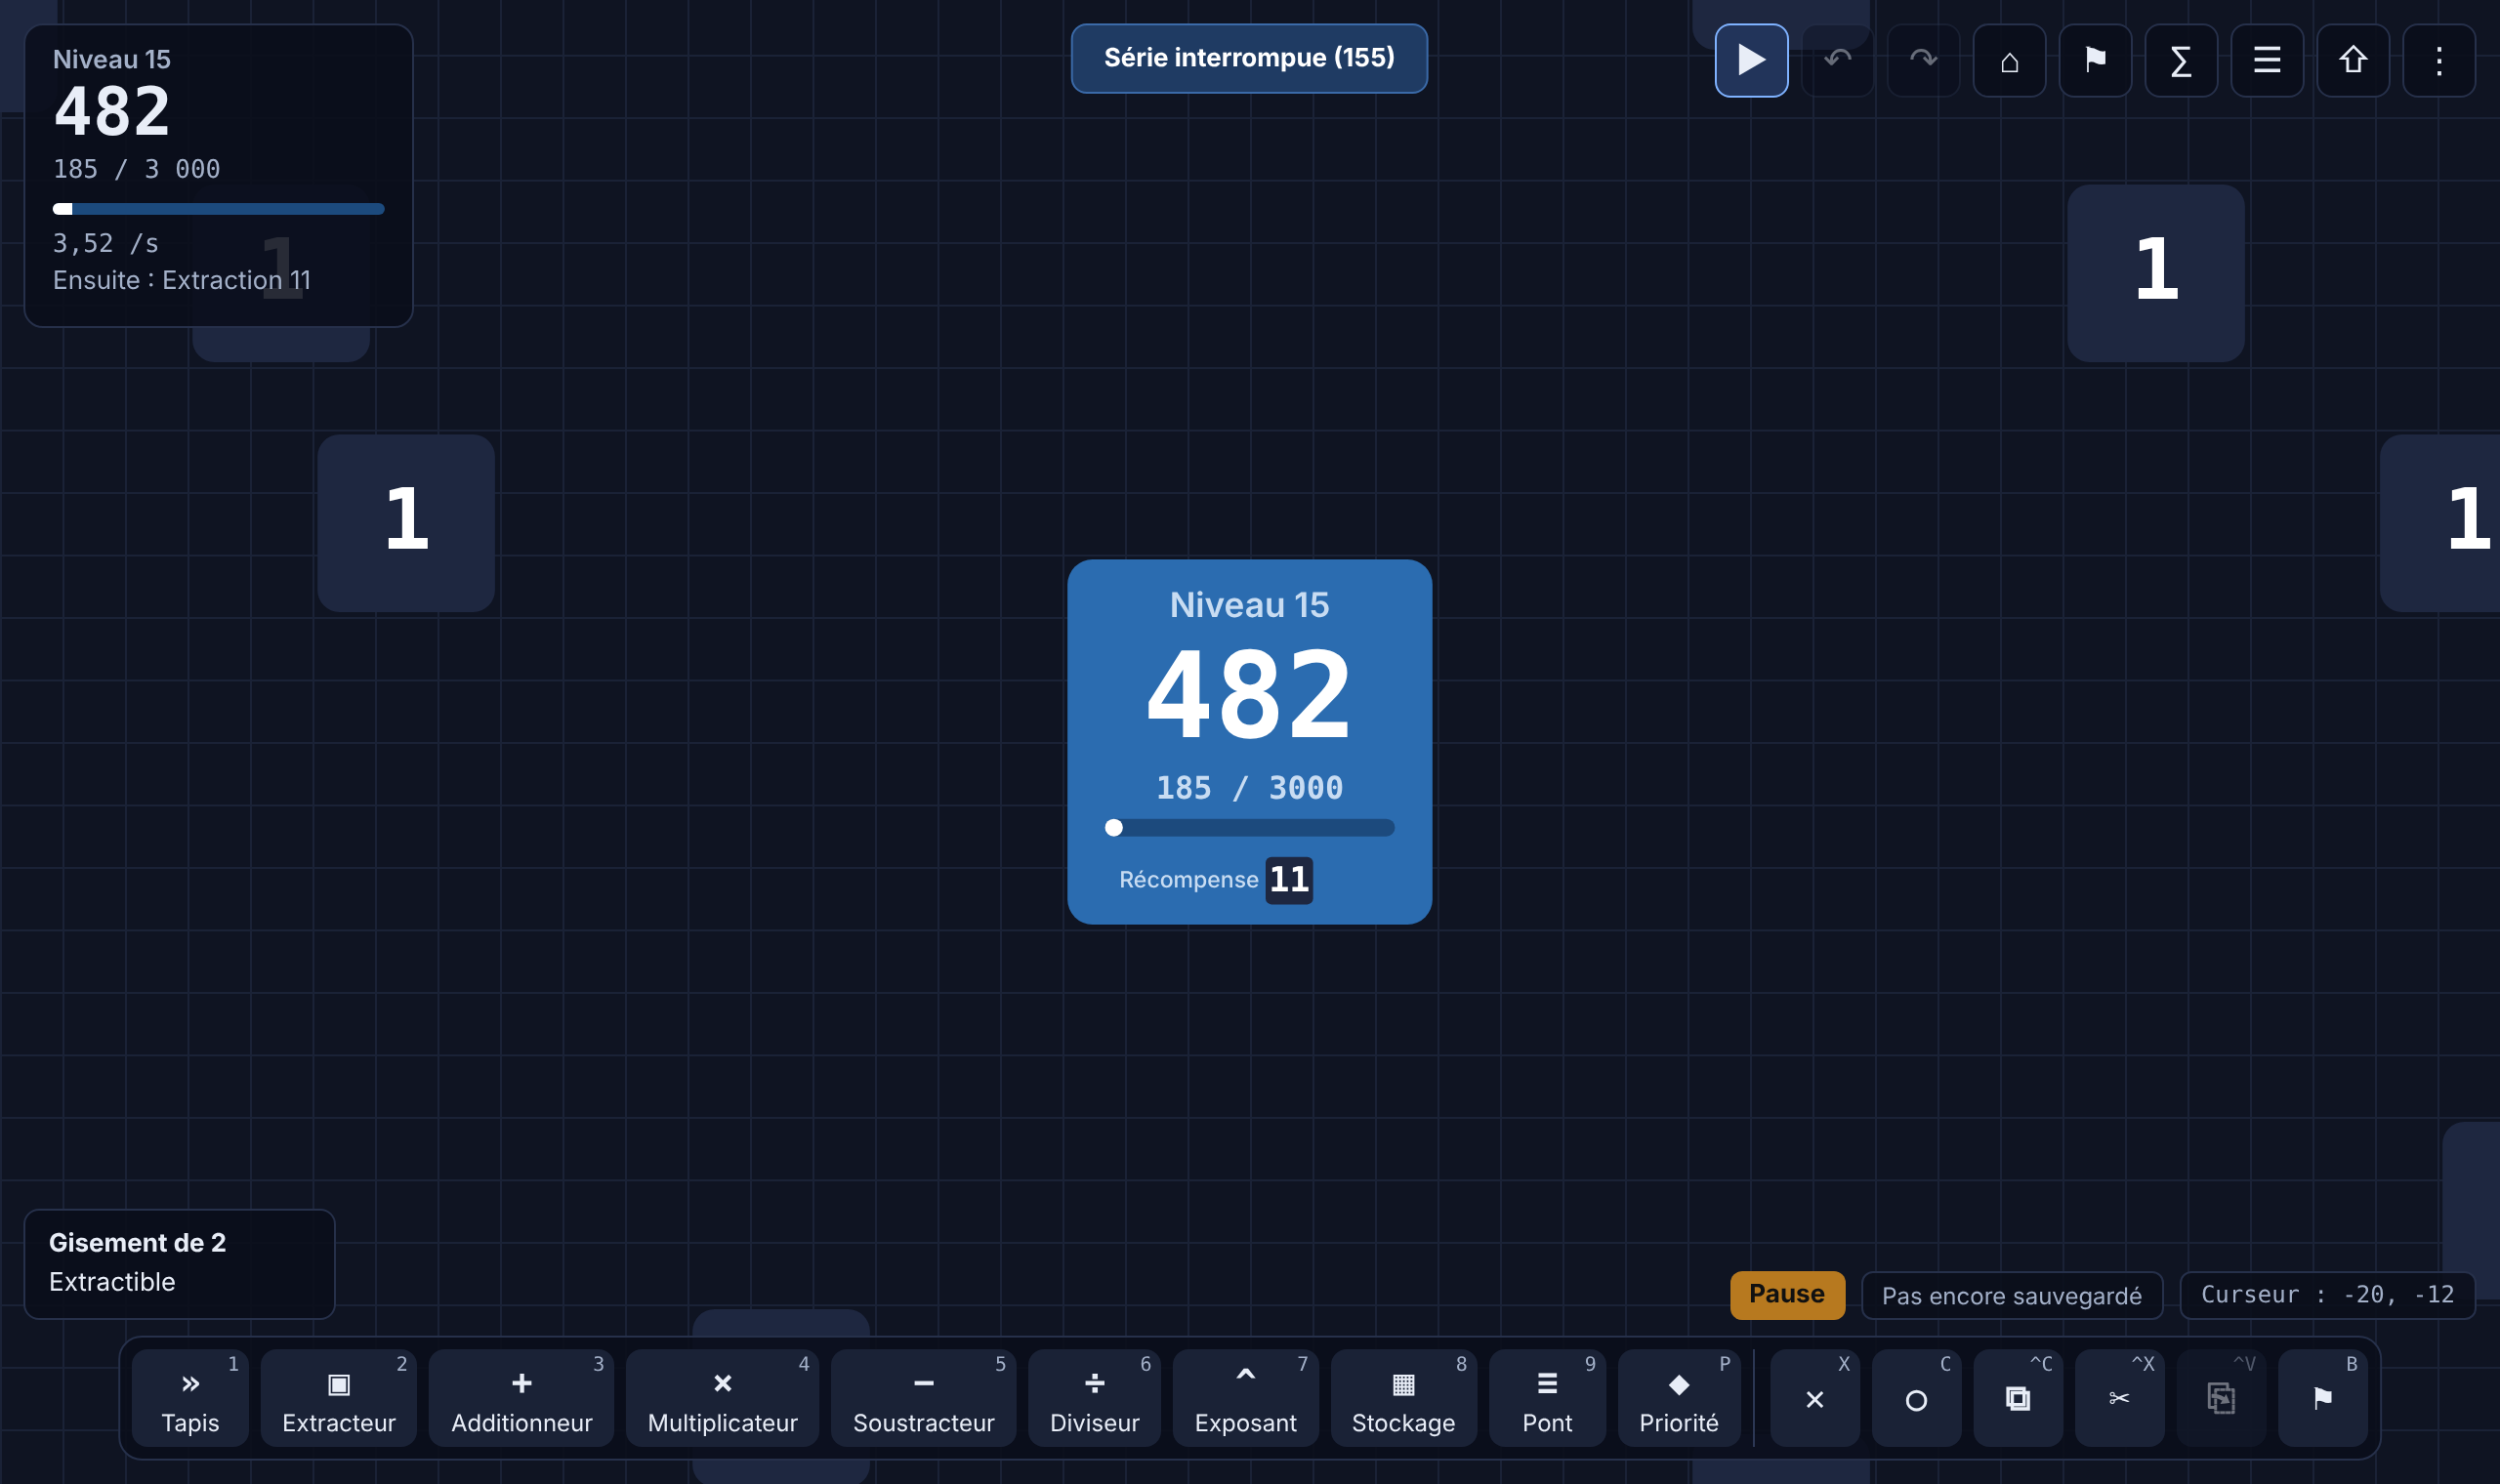 Niveau 15
482
185 / 3 000
3,52 /s
Ensuite : Extraction 11
1
Série interrompue (155)
1
1
1
Niveau 15
482
185 / 3000
Récompense 11
Gisement de 2
Extractible
Pause
Pas encore sauvegardé
Curseur : -20, -12
1
Tapis
2
Extracteur
3
Additionneur
4
Multiplicateur
5
Soustracteur
6
Diviseur
7
Exposant
8
Stockage
9
Pont
P
Priorité
X
C
^C
^X
^V
B